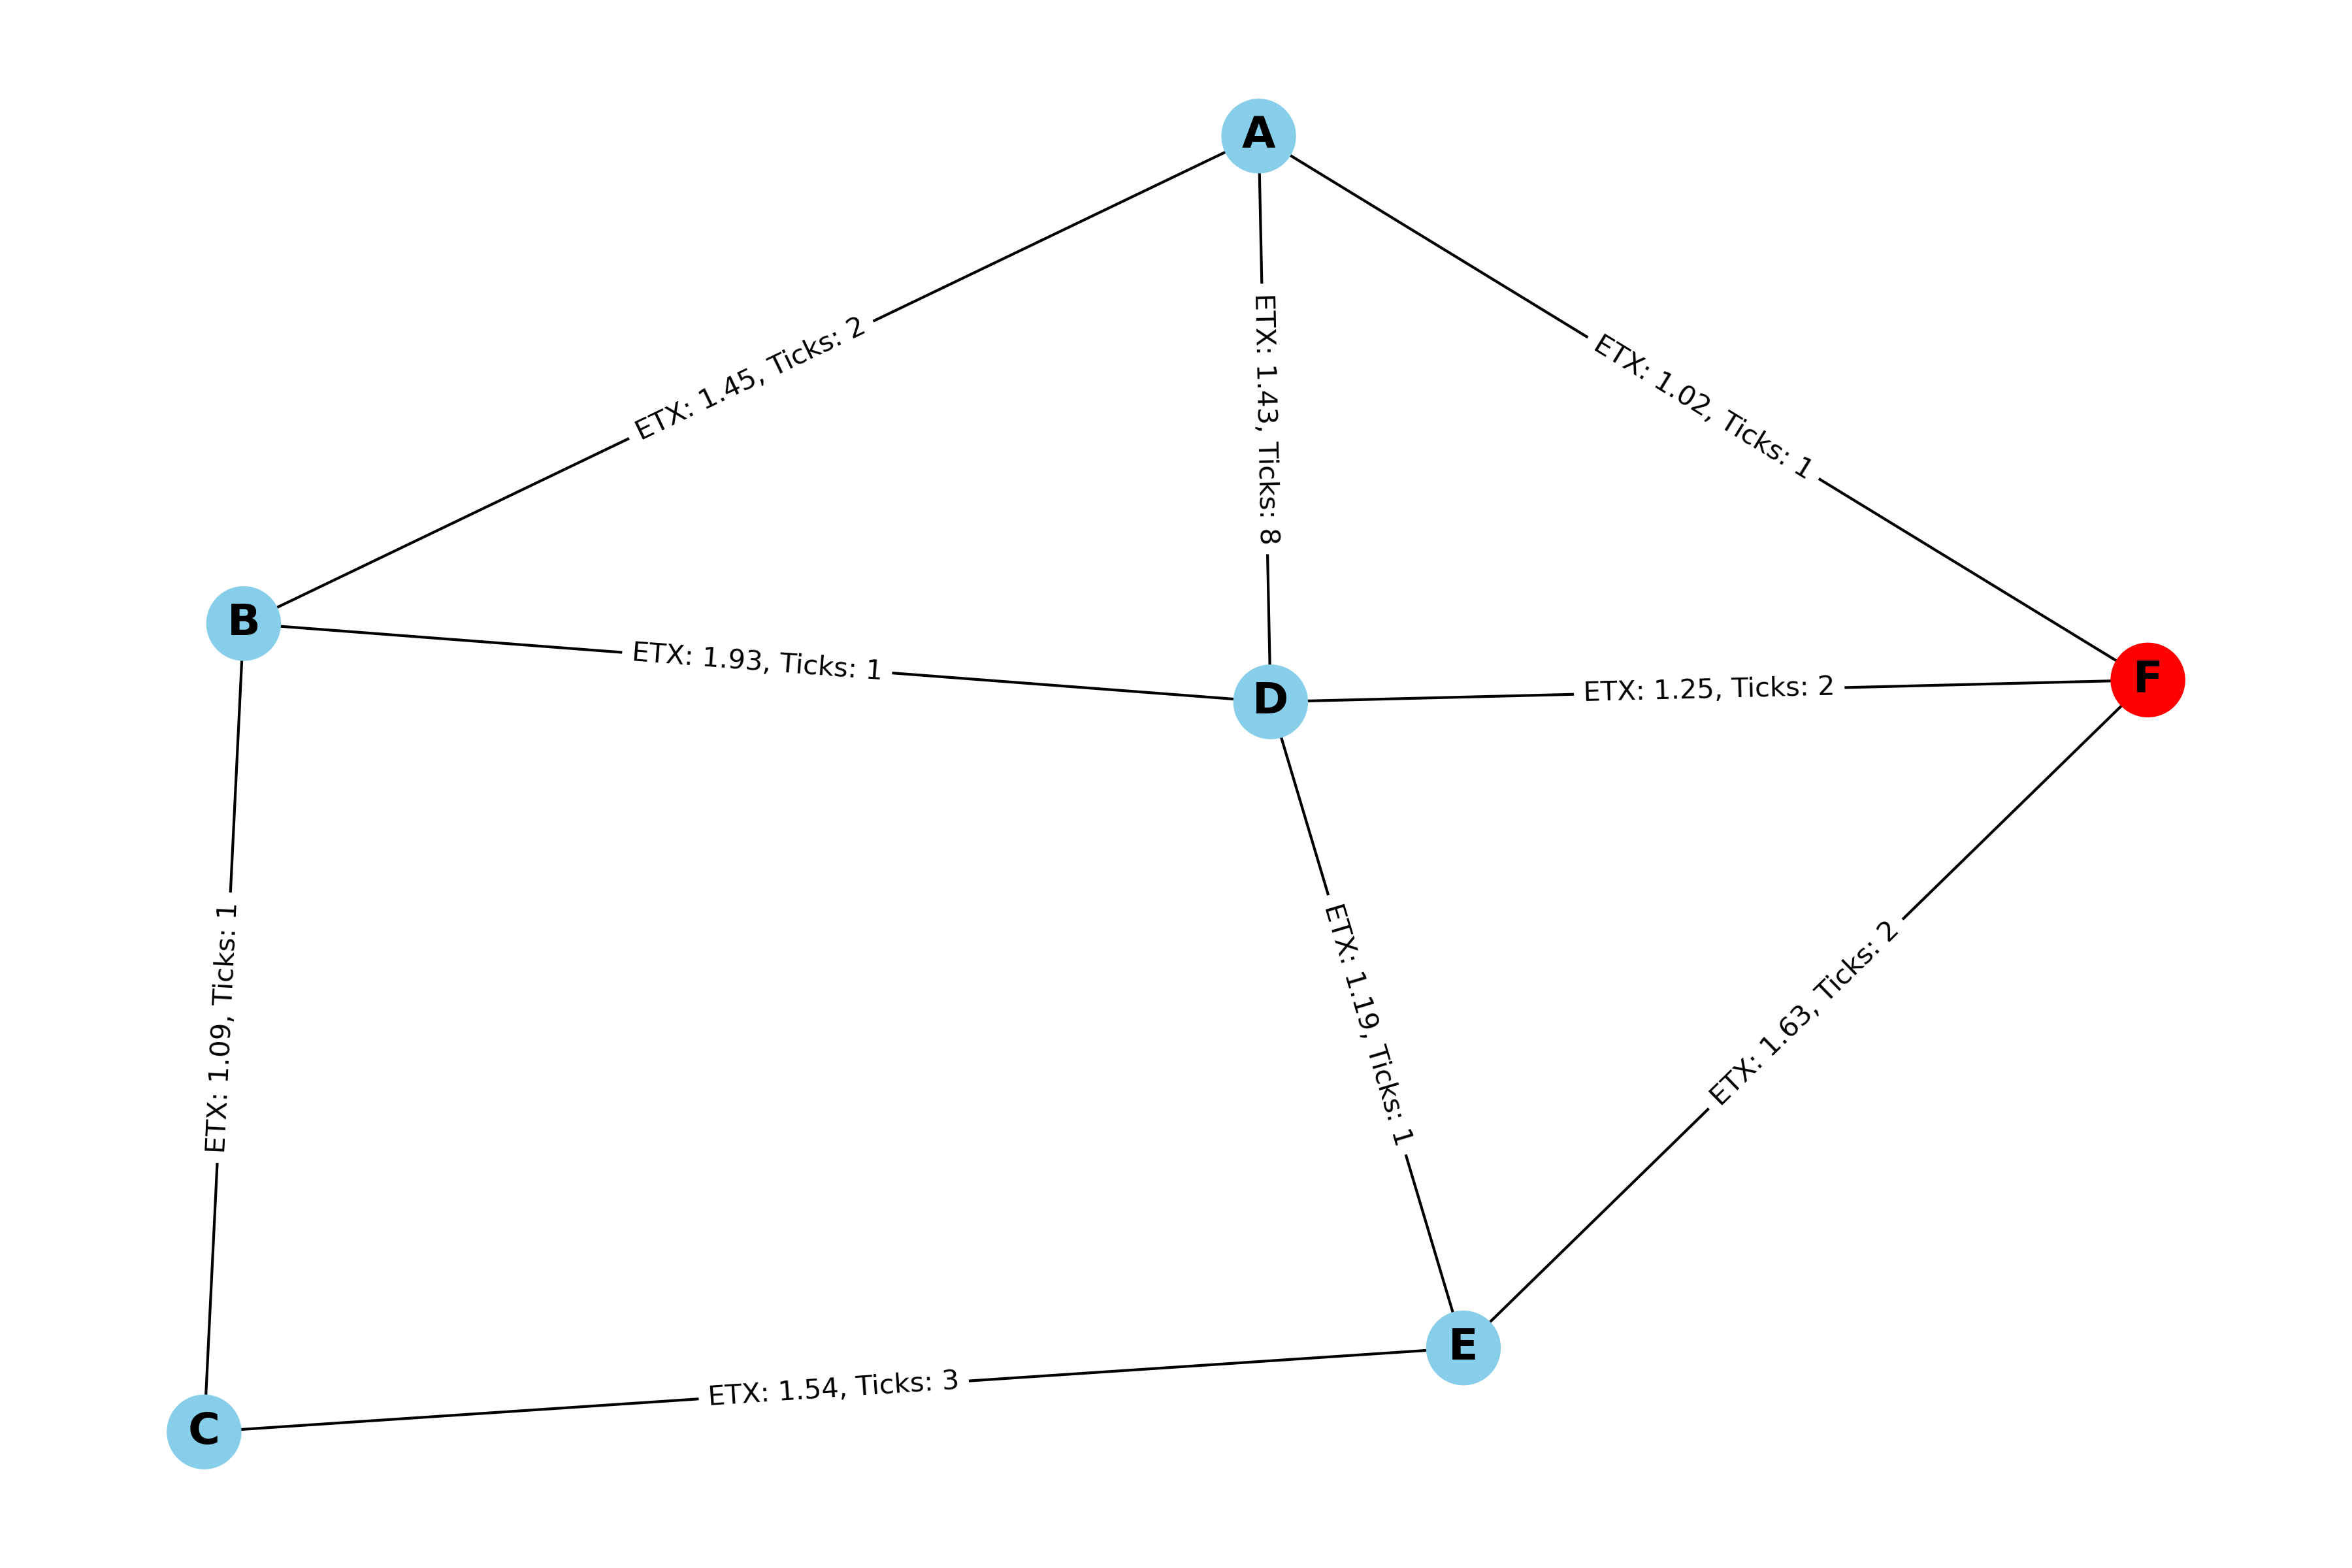 A
ETX: 1.45, Ticks: 2
ETX: 1.43, Ticks: 8
ETX: 1.02, Ticks: 1
B
ETX: 1.93, Ticks: 1
D
ETX: 1.25, Ticks: 2
F
ETX: 1.09, Ticks: 1
ETX: 1.19, Ticks: 1
ETX: 1.63, Ticks: 2
E
ETX: 1.54, Ticks: 3
C